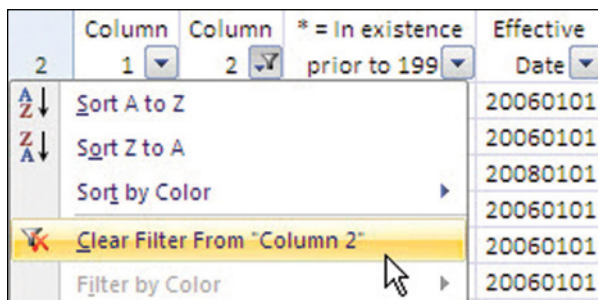 Column Column * = In existence Effective
2 1 2 prior to 199 Date
A Z Sort A to Z 20060101
Z A Sort Z to A 20060101
20080101
Sort by Color 20060101
Clear Filter From "Column 2" 20060101
Filter by Color 20060101